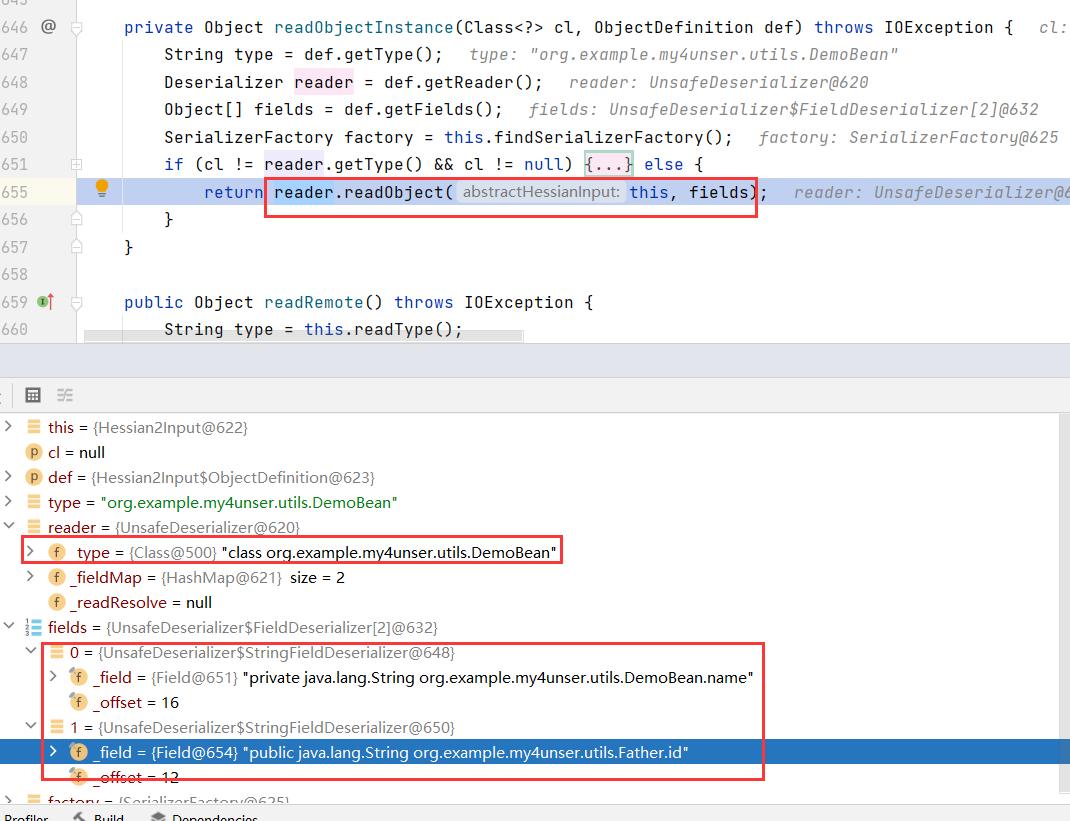 646 @ private Object readObjectInstance(Class<?> cl, ObjectDefinition def) throws IOException { cl:
647 String type = def.getType(); type: "org.example.my4unser.utils.DemoBean"
648 Deserializer reader = def.getReader(); reader: UnsafeDeserializer@620
649 Object[] fields = def.getFields(); fields: UnsafeDeserializer$FieldDeserializer[2]@632
650 SerializerFactory factory = this.findSerializerFactory(); factory: SerializerFactory@625
651 if (cl != reader.getType() && cl != null) {...} else {
655 return reader.readObject( abstractHessianInput: this, fields); reader: UnsafeDeserializer@6
656 }
657 }
658
659 public Object readRemote() throws IOException {
660 String type = this.readType();
this = {Hessian2Input@622}
p cl = null
p def = {Hessian2Input$ObjectDefinition@623}
type = "org.example.my4unser.utils.DemoBean"
reader = {UnsafeDeserializer@620}
f _type = {Class@500} "class org.example.my4unser.utils.DemoBean"
f _fieldMap = {HashMap@621} size = 2
f _readResolve = null
fields = {UnsafeDeserializer$FieldDeserializer[2]@632}
0 = {UnsafeDeserializer$StringFieldDeserializer@648}
f _field = {Field@651} "private java.lang.String org.example.my4unser.utils.DemoBean.name"
f _offset = 16
1 = {UnsafeDeserializer$StringFieldDeserializer@650}
f _field = {Field@654} "public java.lang.String org.example.my4unser.utils.Father.id"
f _offset = 12
factory = {SerializerFactory@625}
Profiler Build Dependencies